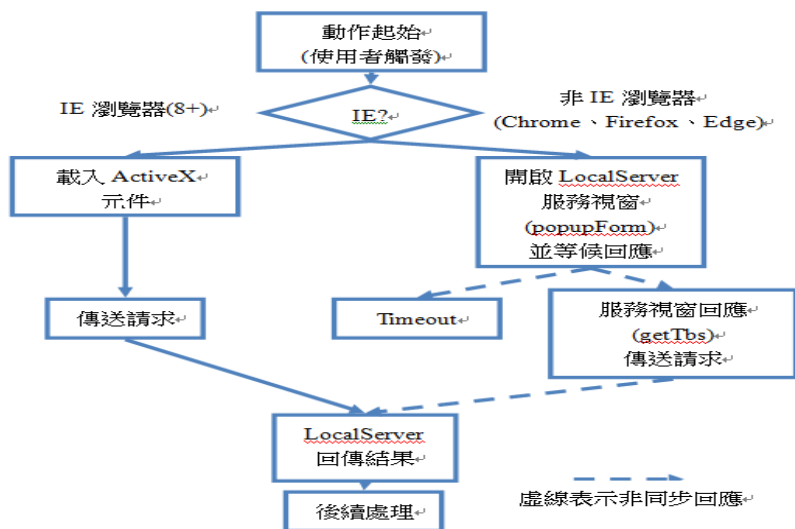 動作起始
(使用者觸發)
IE 瀏覽器(8+)
IE?
非 IE 瀏覽器
(Chrome、Firefox、Edge)
載入 ActiveX
元件
開啟 LocalServer
服務視窗
(popupForm)
並等候回應
傳送請求
Timeout
服務視窗回應
(getTbs)
傳送請求
LocalServer
回傳結果
後續處理
虛線表示非同步回應